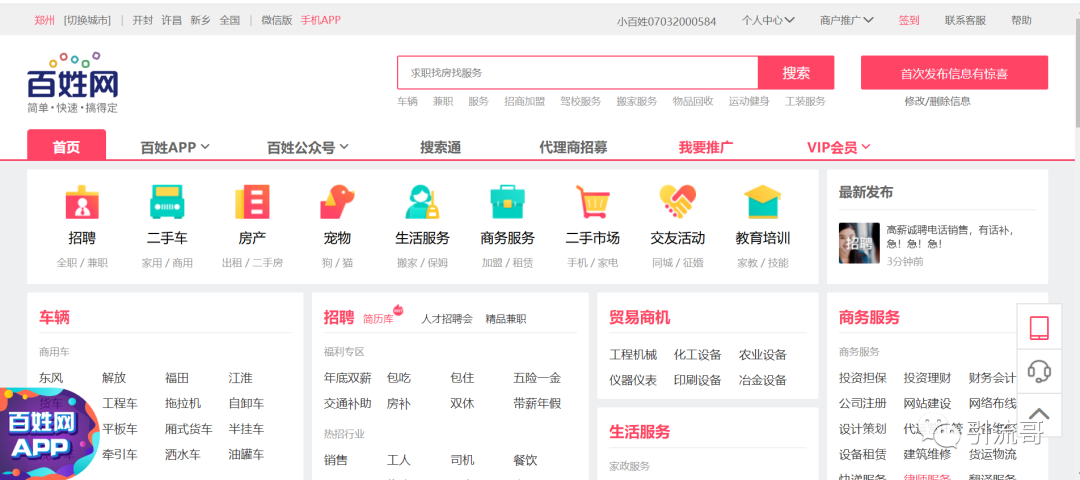 郑州 [切换城市] | 开封 许昌 新乡 全国 | 微信版 手机APP 小百姓07032000584 个人中心 商户推广 签到 联系客服 帮助
百姓网
简单·快速·搞得定
求职找房找服务 搜索 首次发布信息有惊喜
车辆 兼职 服务 招商加盟 驾校服务 搬家服务 物品回收 运动健身 工装服务 修改/删除信息
首页 百姓APP 百姓公众号 搜索通 代理商招募 我要推广 VIP会员
招聘 二手车 房产 宠物 生活服务 商务服务 二手市场 交友活动 教育培训
全职 / 兼职 家用 / 商用 出租 / 二手房 狗 / 猫 搬家 / 保姆 加盟 / 租赁 手机 / 家电 同城 / 征婚 家教 / 技能
最新发布
招聘
高薪诚聘电话销售，有话补，
急！急！急！
3分钟前
车辆
商用车
东风 解放 福田 江淮
货车 工程车 拖拉机 自卸车
平板车 厢式货车 半挂车
牵引车 洒水车 油罐车
百姓网
APP
招聘 简历库 人才招聘会 精品兼职
福利专区
年底双薪 包吃 包住 五险一金
交通补助 房补 双休 带薪年假
热招行业
销售 工人 司机 餐饮
贸易商机
工程机械 化工设备 农业设备
仪器仪表 印刷设备 冶金设备
生活服务
家政服务
商务服务
商务服务
投资担保 投资理财 财务会计
公司注册 网站建设 网络布线
设计策划
设备租赁 建筑维修 货运物流
快递服务 律师服务 翻译服务
引流哥